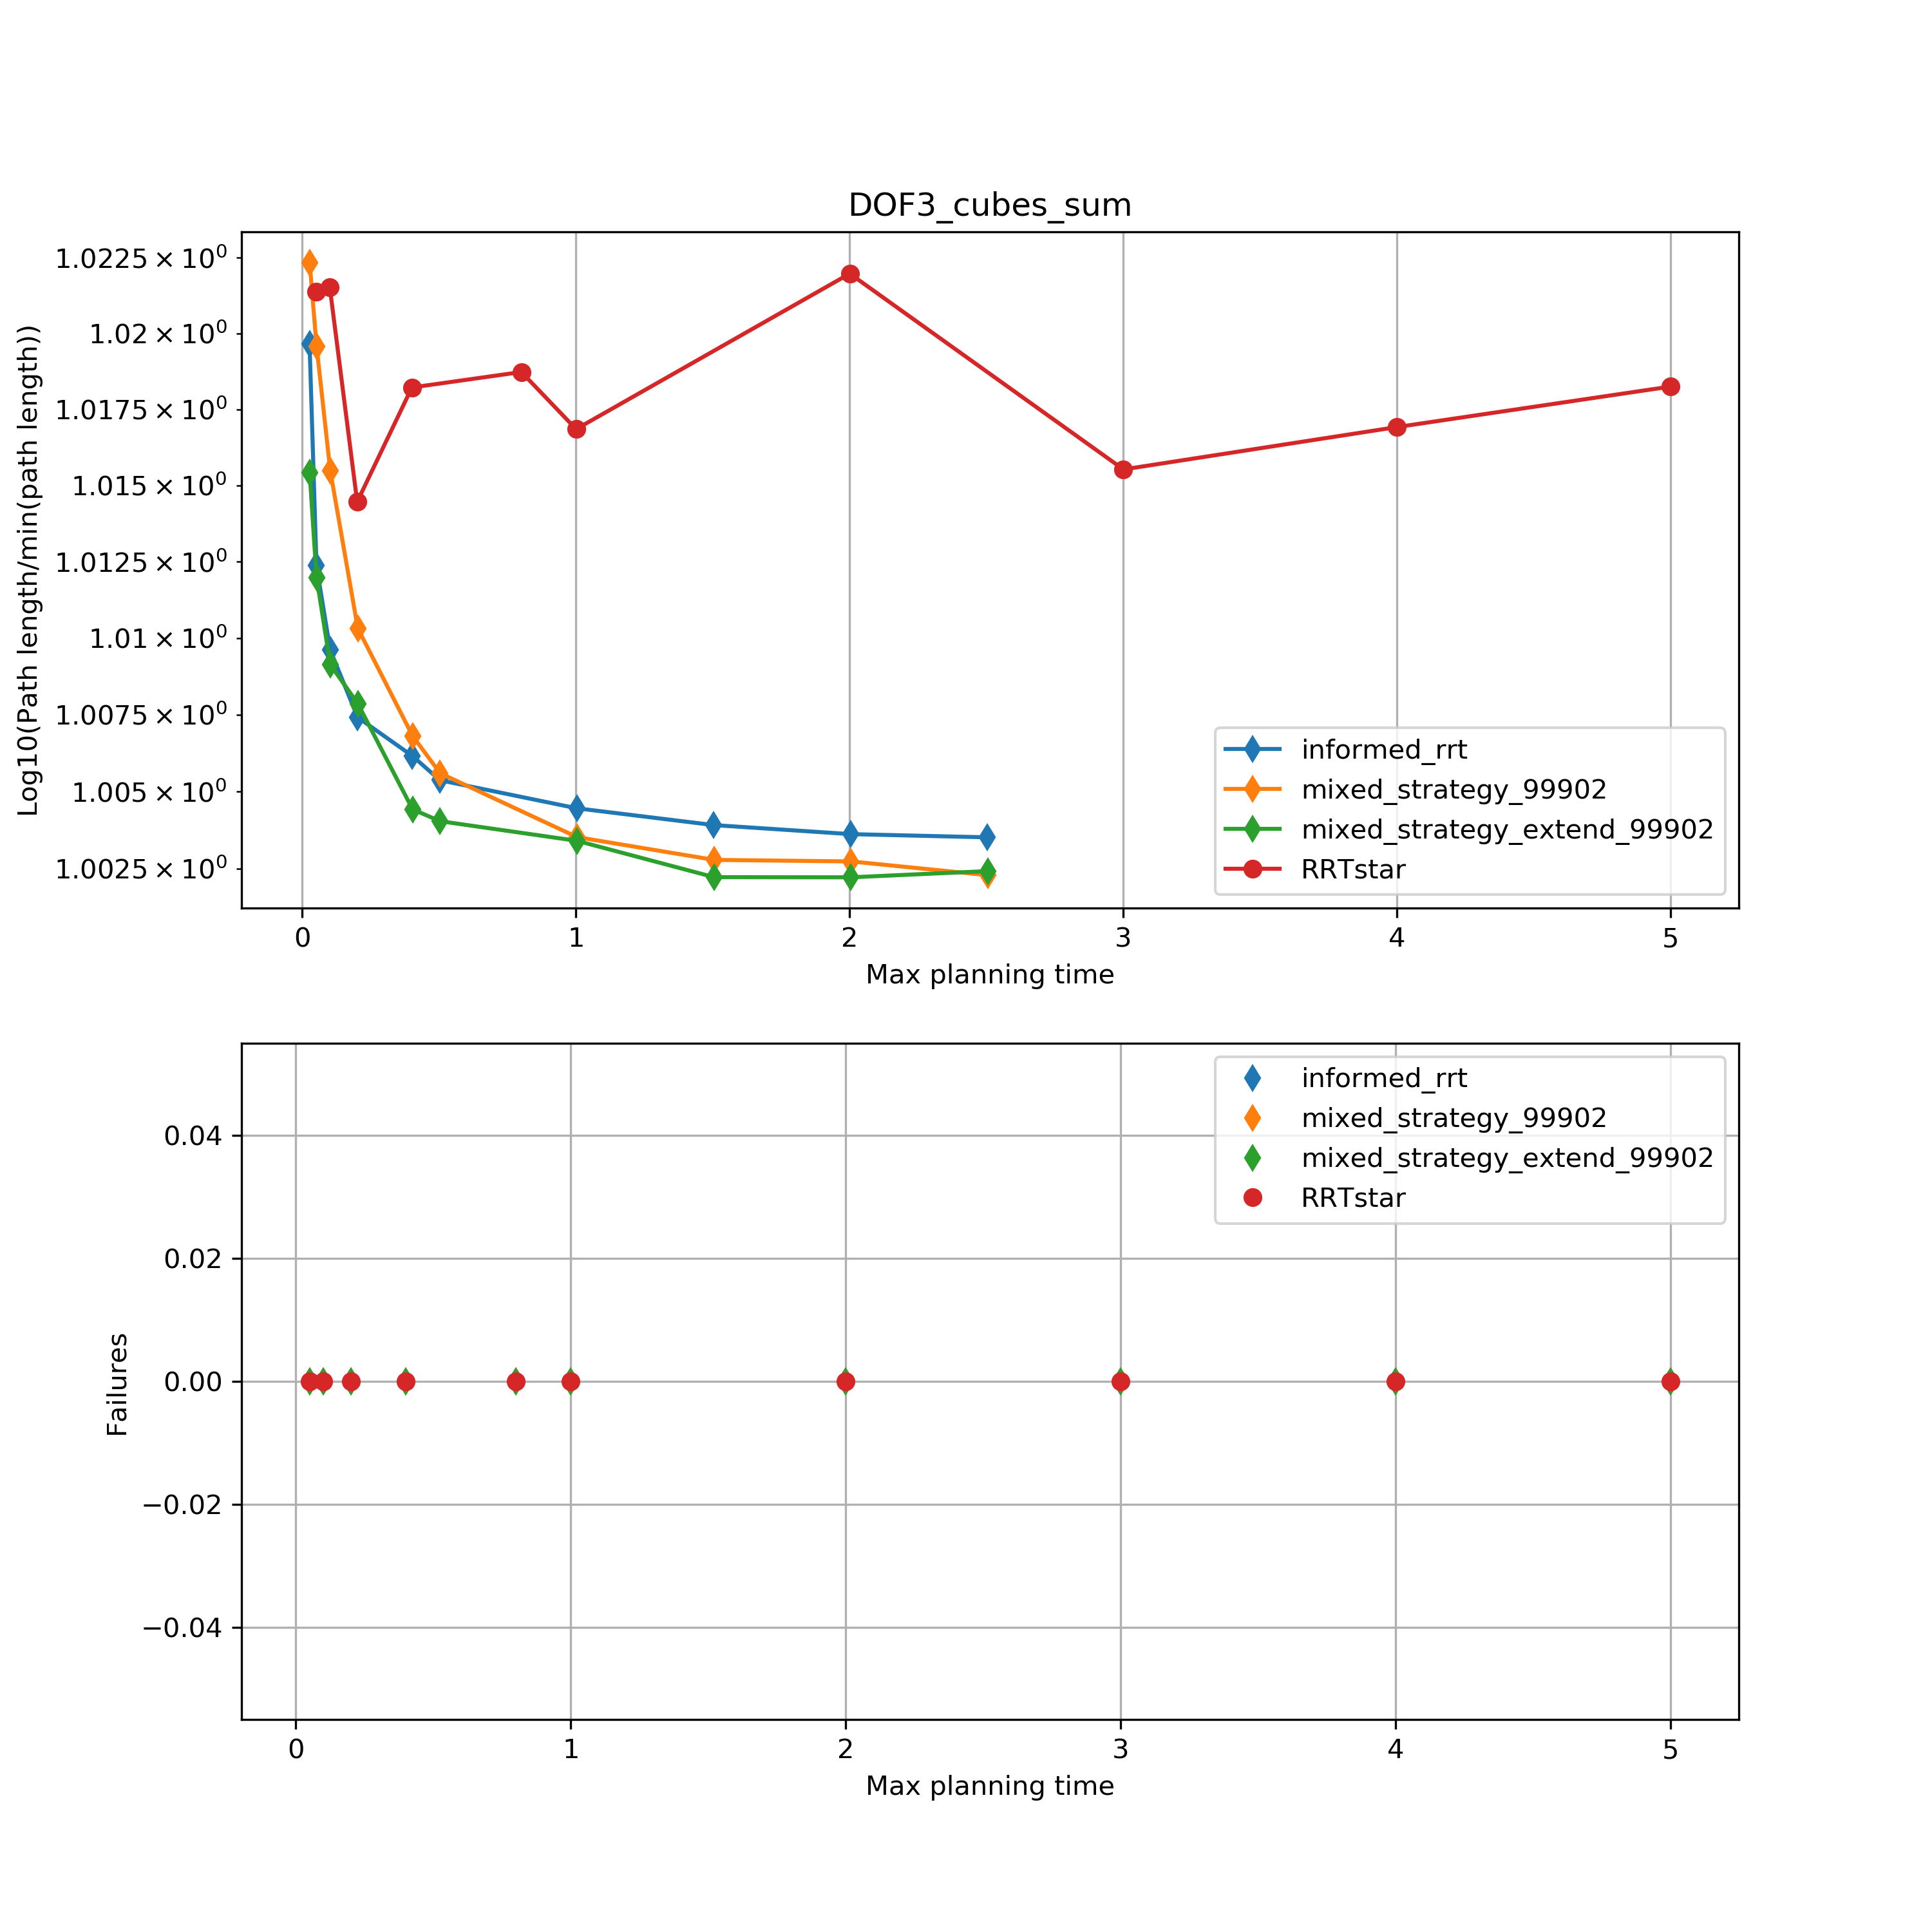 DOF3_cubes_sum
Log10(Path length/min(path length))
1.0225 × 10⁰
1.02 × 10⁰
1.0175 × 10⁰
1.015 × 10⁰
1.0125 × 10⁰
1.01 × 10⁰
1.0075 × 10⁰
1.005 × 10⁰
1.0025 × 10⁰
informed_rrt
mixed_strategy_99902
mixed_strategy_extend_99902
RRTstar
0 1 2 3 4 5
Max planning time
Failures
0.04
0.02
0.00
−0.02
−0.04
informed_rrt
mixed_strategy_99902
mixed_strategy_extend_99902
RRTstar
0 1 2 3 4 5
Max planning time